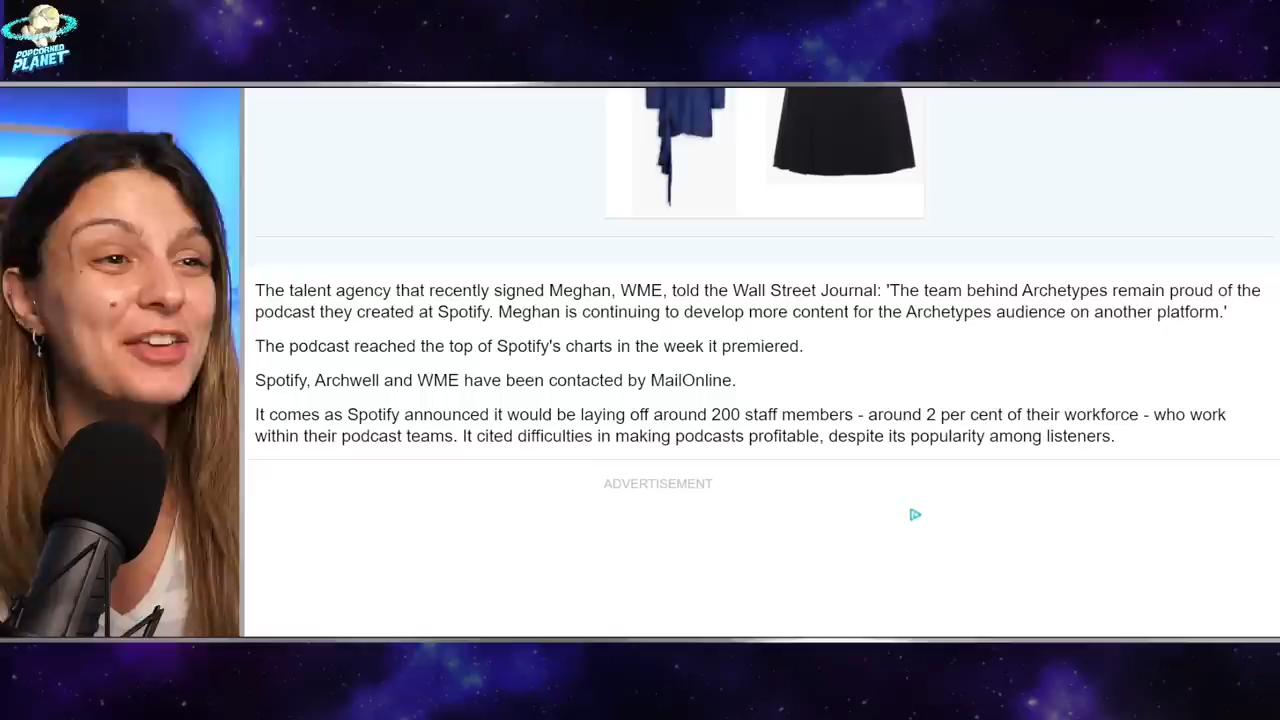 POPCORNED
PLANET
The talent agency that recently signed Meghan, WME, told the Wall Street Journal: 'The team behind Archetypes remain proud of the
podcast they created at Spotify. Meghan is continuing to develop more content for the Archetypes audience on another platform.'
The podcast reached the top of Spotify's charts in the week it premiered.
Spotify, Archwell and WME have been contacted by MailOnline.
It comes as Spotify announced it would be laying off around 200 staff members - around 2 per cent of their workforce - who work
within their podcast teams. It cited difficulties in making podcasts profitable, despite its popularity among listeners.
ADVERTISEMENT